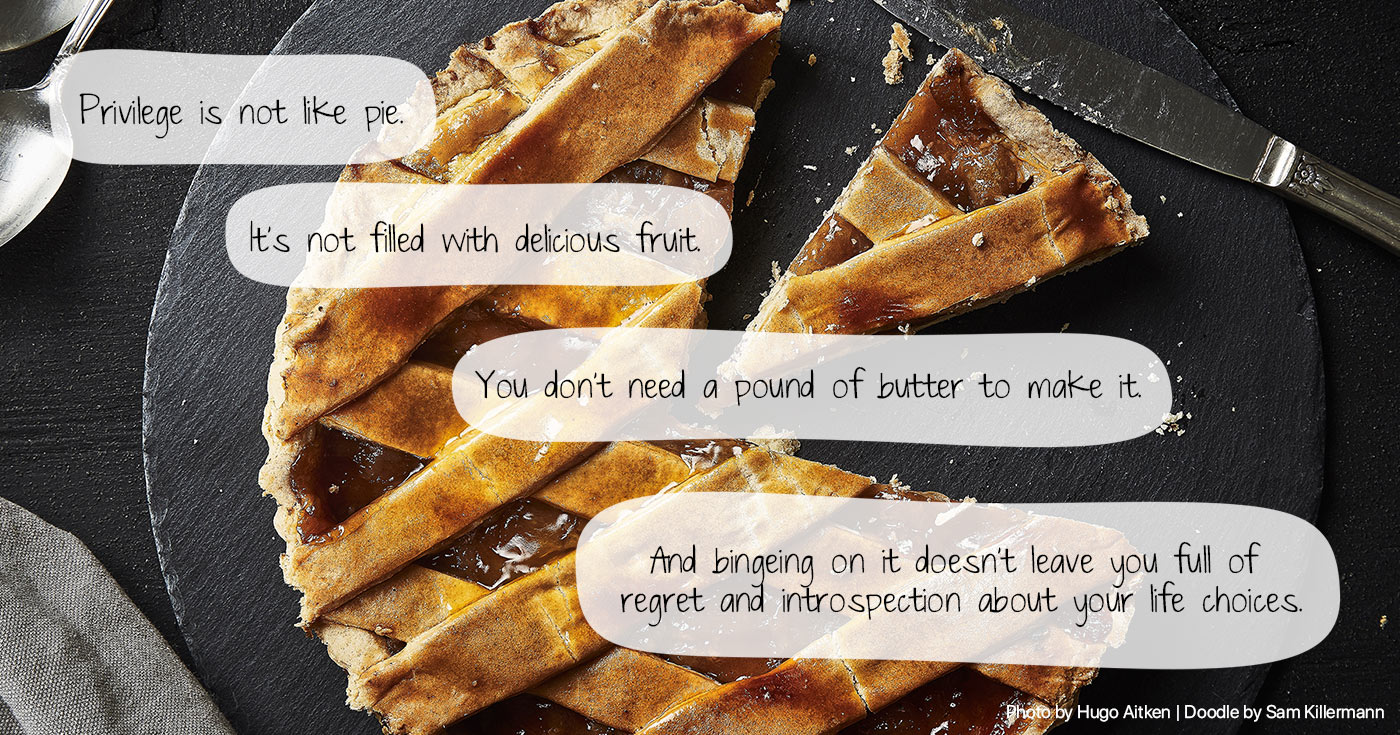 Privilege is not like pie.
It's not filled with delicious fruit.
You don't need a pound of butter to make it.
And bingeing on it doesn't leave you full of
regret and introspection about your life choices.
Photo by Hugo Aitken | Doodle by Sam Killermann